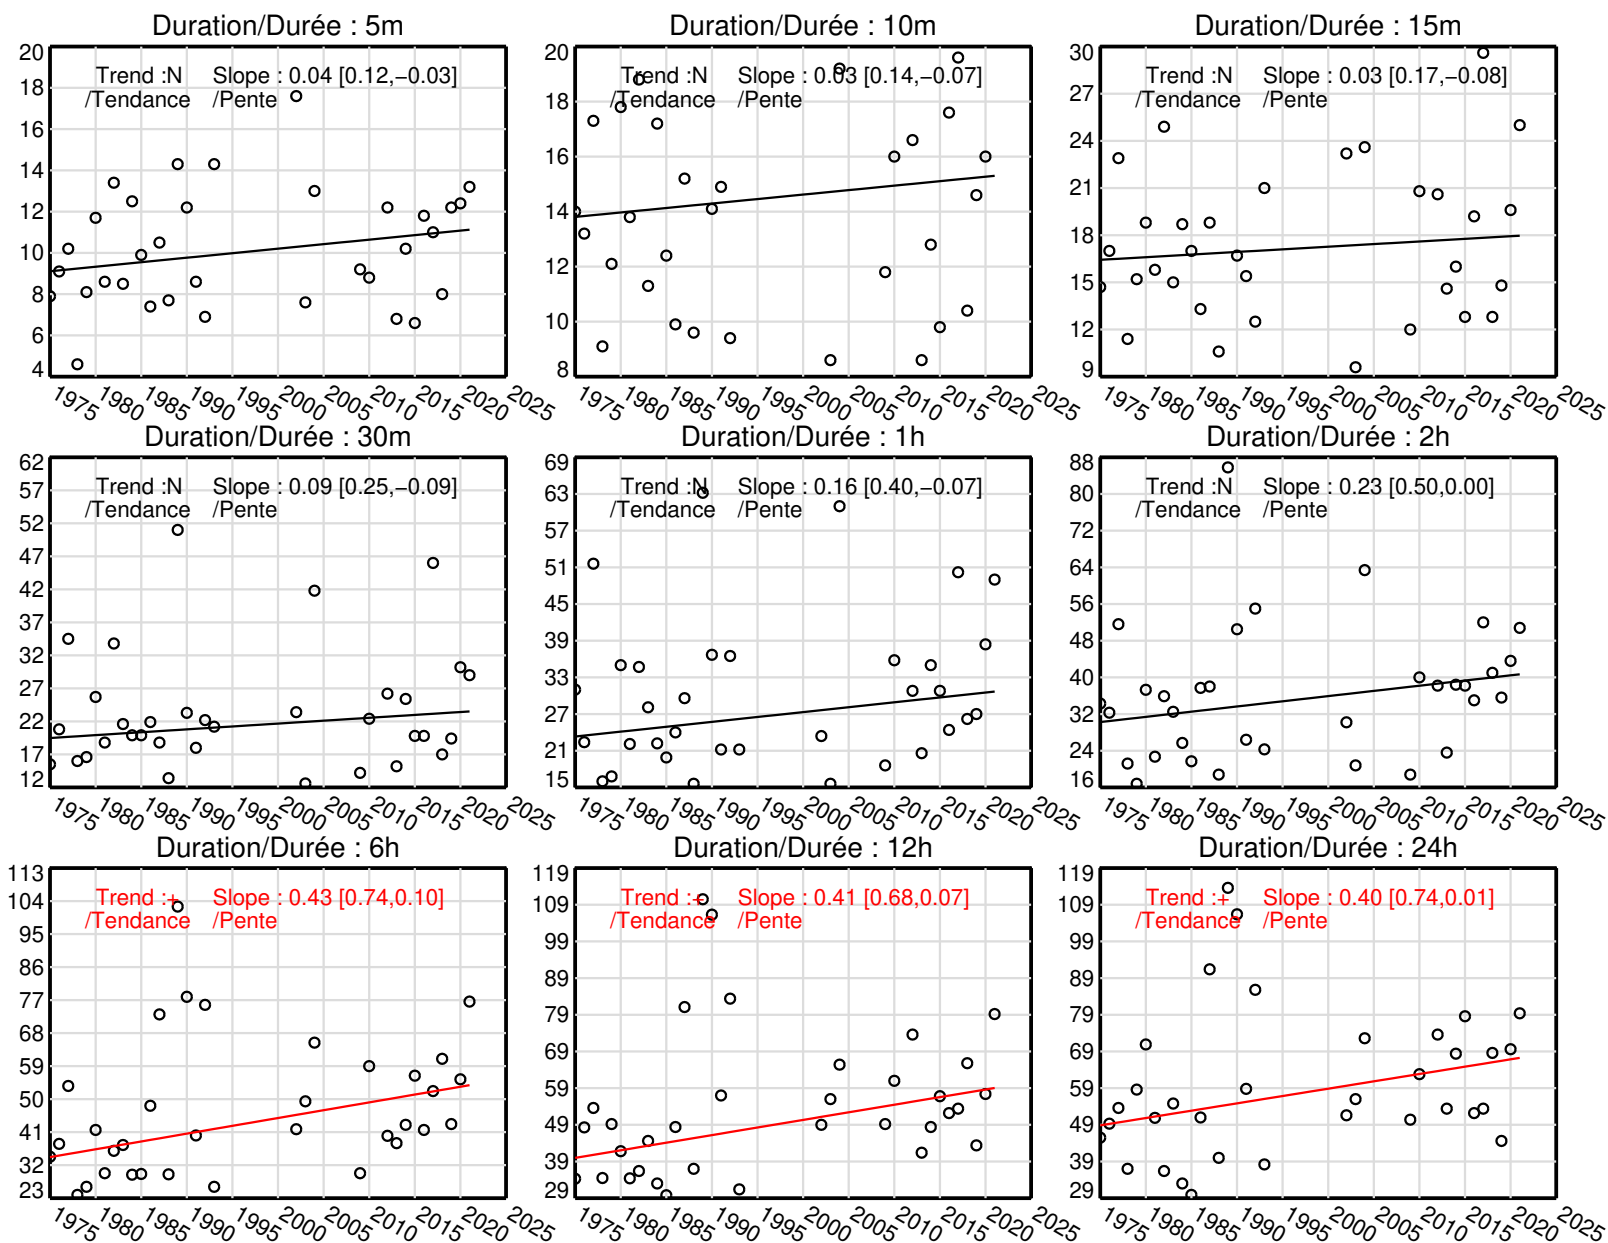 Duration/Durée : 5m
Trend :N Slope : 0.04 [0.12,−0.03]
/Tendance /Pente
20
18
16
14
12
10
8
6
4
1975 1980 1985 1990 1995 2000 2005 2010 2015 2020 2025
Duration/Durée : 10m
Trend :N Slope : 0.03 [0.14,−0.07]
/Tendance /Pente
20
18
16
14
12
10
8
1975 1980 1985 1990 1995 2000 2005 2010 2015 2020 2025
Duration/Durée : 15m
Trend :N Slope : 0.03 [0.17,−0.08]
/Tendance /Pente
30
27
24
21
18
15
12
9
1975 1980 1985 1990 1995 2000 2005 2010 2015 2020 2025
Duration/Durée : 30m
Trend :N Slope : 0.09 [0.25,−0.09]
/Tendance /Pente
62
57
52
47
42
37
32
27
22
17
12
1975 1980 1985 1990 1995 2000 2005 2010 2015 2020 2025
Duration/Durée : 1h
Trend :N Slope : 0.16 [0.40,−0.07]
/Tendance /Pente
69
63
57
51
45
39
33
27
21
15
1975 1980 1985 1990 1995 2000 2005 2010 2015 2020 2025
Duration/Durée : 2h
Trend :N Slope : 0.23 [0.50,0.00]
/Tendance /Pente
88
80
72
64
56
48
40
32
24
16
1975 1980 1985 1990 1995 2000 2005 2010 2015 2020 2025
Duration/Durée : 6h
Trend :+ Slope : 0.43 [0.74,0.10]
/Tendance /Pente
113
104
95
86
77
68
59
50
41
32
23
1975 1980 1985 1990 1995 2000 2005 2010 2015 2020 2025
Duration/Durée : 12h
Trend :+ Slope : 0.41 [0.68,0.07]
/Tendance /Pente
119
109
99
89
79
69
59
49
39
29
1975 1980 1985 1990 1995 2000 2005 2010 2015 2020 2025
Duration/Durée : 24h
Trend :+ Slope : 0.40 [0.74,0.01]
/Tendance /Pente
119
109
99
89
79
69
59
49
39
29
1975 1980 1985 1990 1995 2000 2005 2010 2015 2020 2025